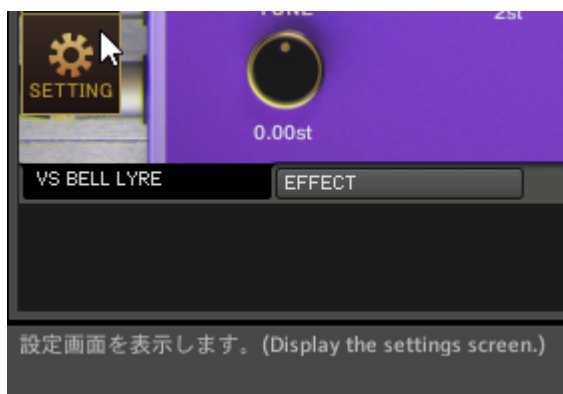 TUNE
2st
SETTING
0.00st
VS BELL LYRE
EFFECT
設定画面を表示します。(Display the settings screen.)